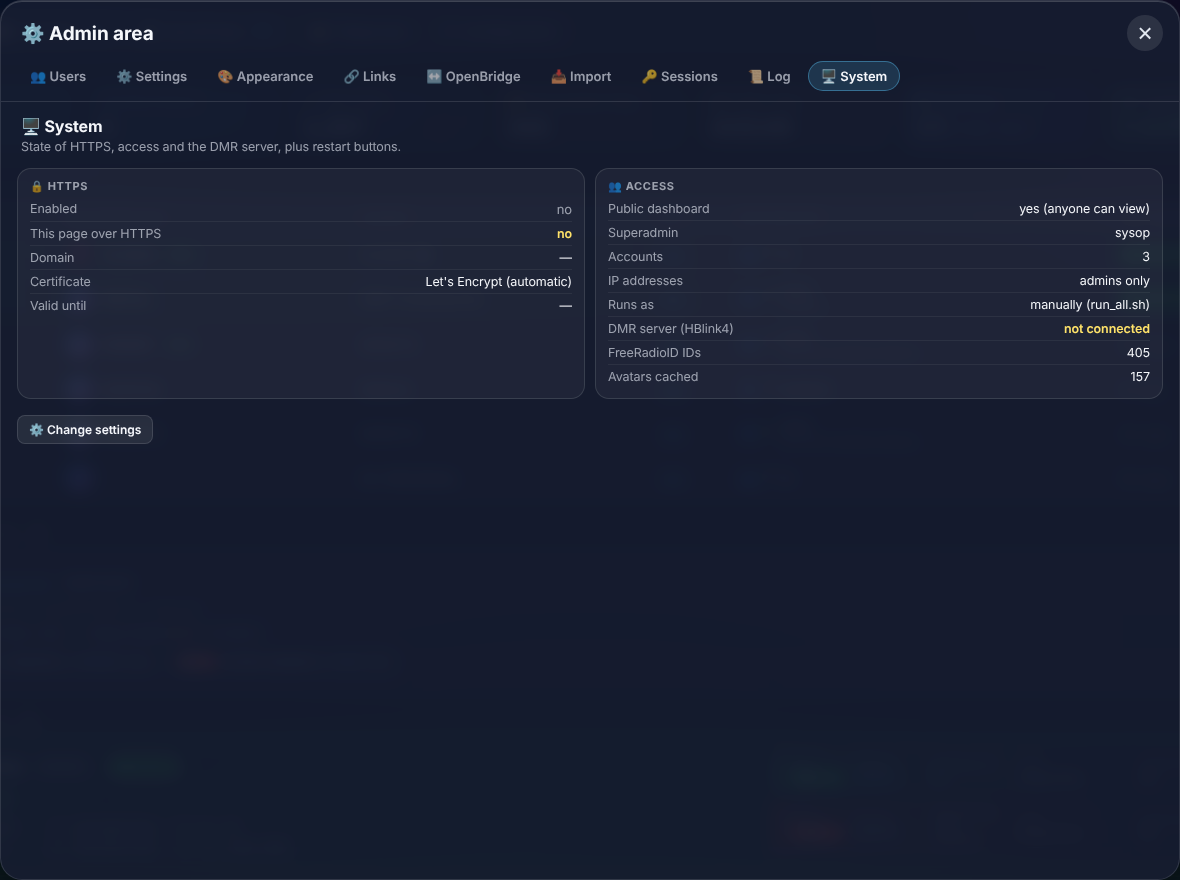 ⚙️ Admin area
✕
👥 Users ⚙️ Settings 🎨 Appearance 🔗 Links ↔️ OpenBridge 📥 Import 🔑 Sessions 📜 Log 🖥️ System
🖥️ System
State of HTTPS, access and the DMR server, plus restart buttons.
🔒 HTTPS
Enabled no
This page over HTTPS no
Domain —
Certificate Let's Encrypt (automatic)
Valid until —
👥 ACCESS
Public dashboard yes (anyone can view)
Superadmin sysop
Accounts 3
IP addresses admins only
Runs as manually (run_all.sh)
DMR server (HBlink4) not connected
FreeRadioID IDs 405
Avatars cached 157
⚙️ Change settings